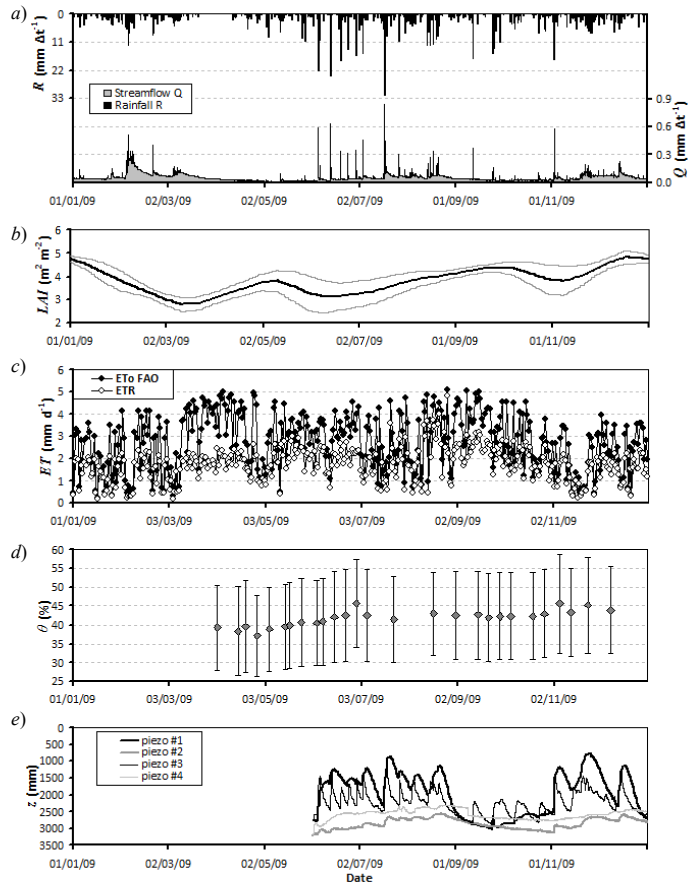 a)
0
11
22
33
R (mm Δt⁻¹)
Streamflow Q
Rainfall R
0.9
0.6
0.3
0.0
Q (mm Δt⁻¹)
01/01/09 02/03/09 02/05/09 02/07/09 01/09/09 01/11/09
b)
6
5
4
3
2
LAI (m² m⁻²)
01/01/09 02/03/09 02/05/09 02/07/09 01/09/09 01/11/09
c)
6
5
4
3
2
1
0
ET (mm d⁻¹)
ETo FAO
ETR
01/01/09 03/03/09 03/05/09 03/07/09 02/09/09 02/11/09
d)
60
55
50
45
40
35
30
25
θ (%)
01/01/09 03/03/09 03/05/09 03/07/09 02/09/09 02/11/09
e)
0
500
1000
1500
2000
2500
3000
3500
z (mm)
piezo #1
piezo #2
piezo #3
piezo #4
01/01/09 02/03/09 02/05/09 02/07/09 01/09/09 01/11/09
Date